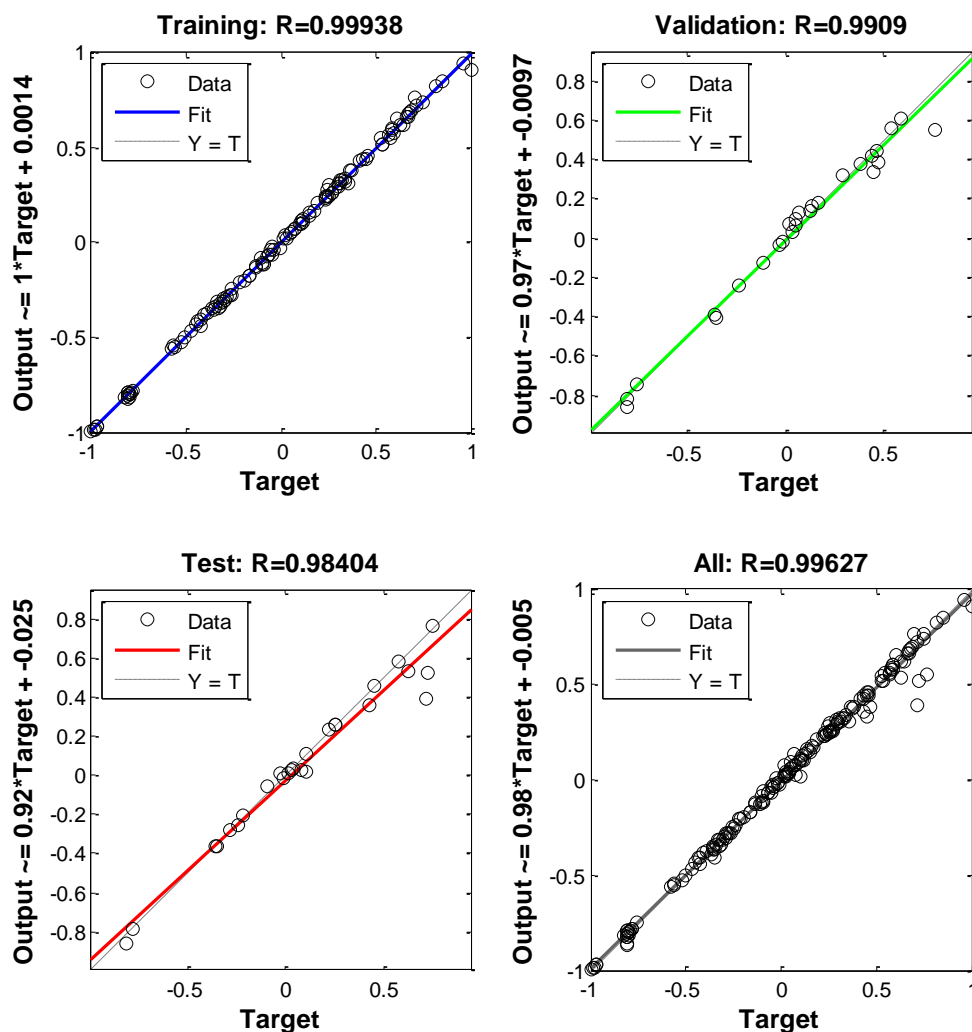 Training: R=0.99938
Output ~= 1*Target + 0.0014
1
0.5
0
-0.5
-1
Data
Fit
Y = T
-1 -0.5 0 0.5 1
Target
Validation: R=0.9909
Output ~= 0.97*Target + -0.0097
0.8
0.6
0.4
0.2
0
-0.2
-0.4
-0.6
-0.8
Data
Fit
Y = T
-0.5 0 0.5
Target
Test: R=0.98404
Output ~= 0.92*Target + -0.025
0.8
0.6
0.4
0.2
0
-0.2
-0.4
-0.6
-0.8
Data
Fit
Y = T
-0.5 0 0.5
Target
All: R=0.99627
Output ~= 0.98*Target + -0.005
1
0.5
0
-0.5
-1
Data
Fit
Y = T
-1 -0.5 0 0.5 1
Target